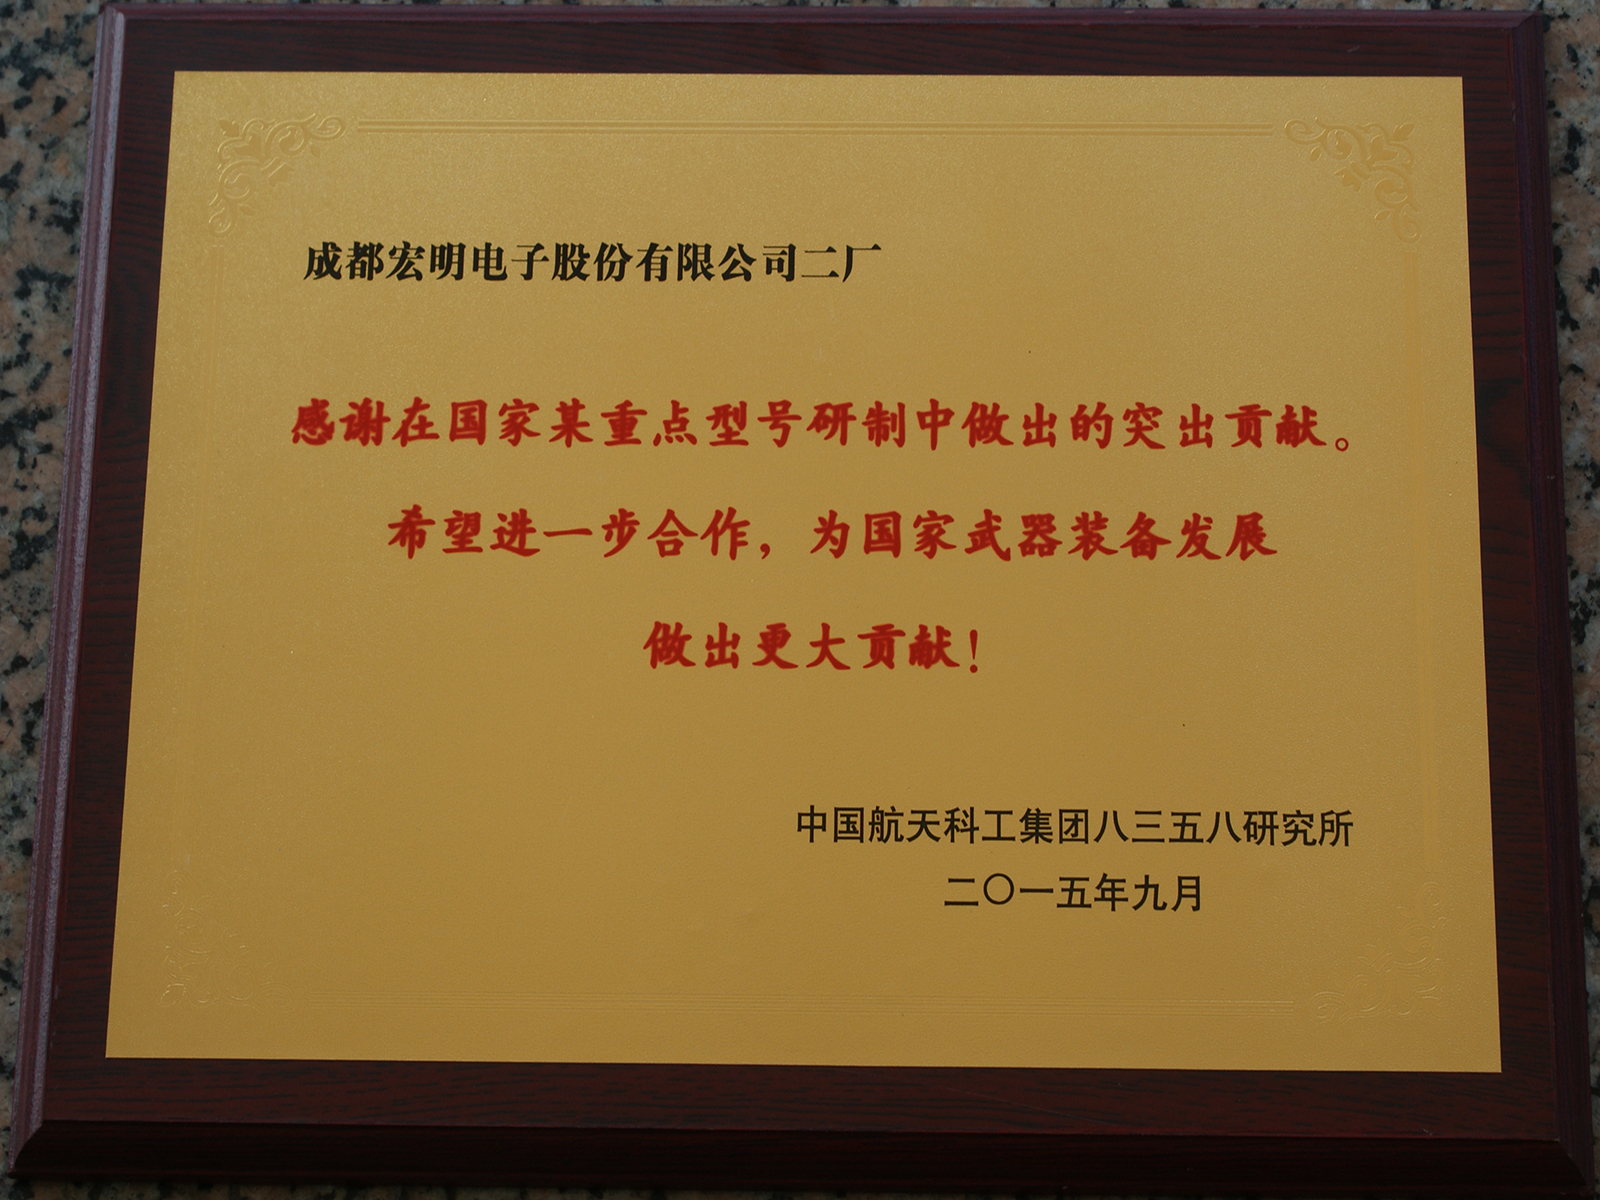 成都宏明电子股份有限公司二厂
感谢在国家某重点型号研制中做出的突出贡献。
希望进一步合作，为国家武器装备发展
做出更大贡献！
中国航天科工集团八三五八研究所
二〇一五年九月